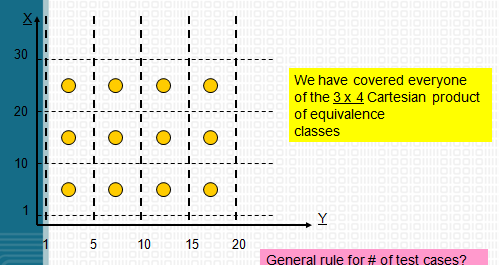 X
30
20
10
1
1 5 10 15 20
Y
We have covered everyone
of the 3 x 4 Cartesian product
of equivalence
classes
General rule for # of test cases?